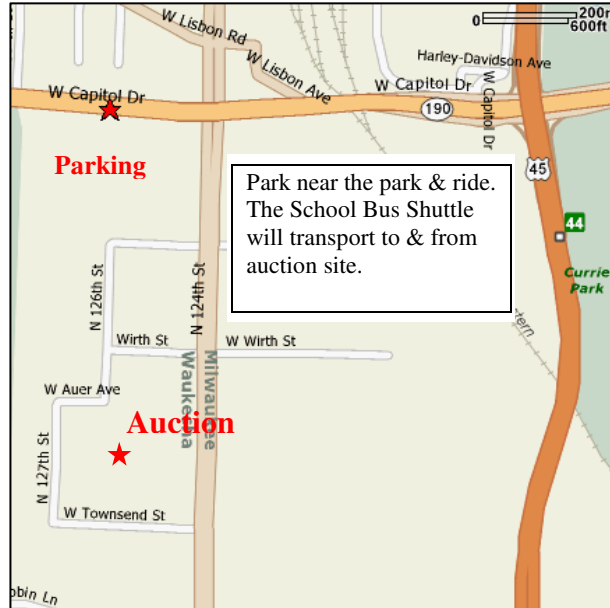 W Lisbon Rd
0 200m
600ft
Harley-Davidson Ave
W Lisbon Ave
W Capitol Dr
W Capitol Dr
W Capitol Dr
190
Parking
45
Park near the park & ride.
The School Bus Shuttle
will transport to & from
auction site.
44
Currie
Park
N 126th St
N 124th St
Wirth St
W Wirth St
Milwaukee
Waukesha
W Auer Ave
Auction
N 127th St
W Townsend St
obin Ln